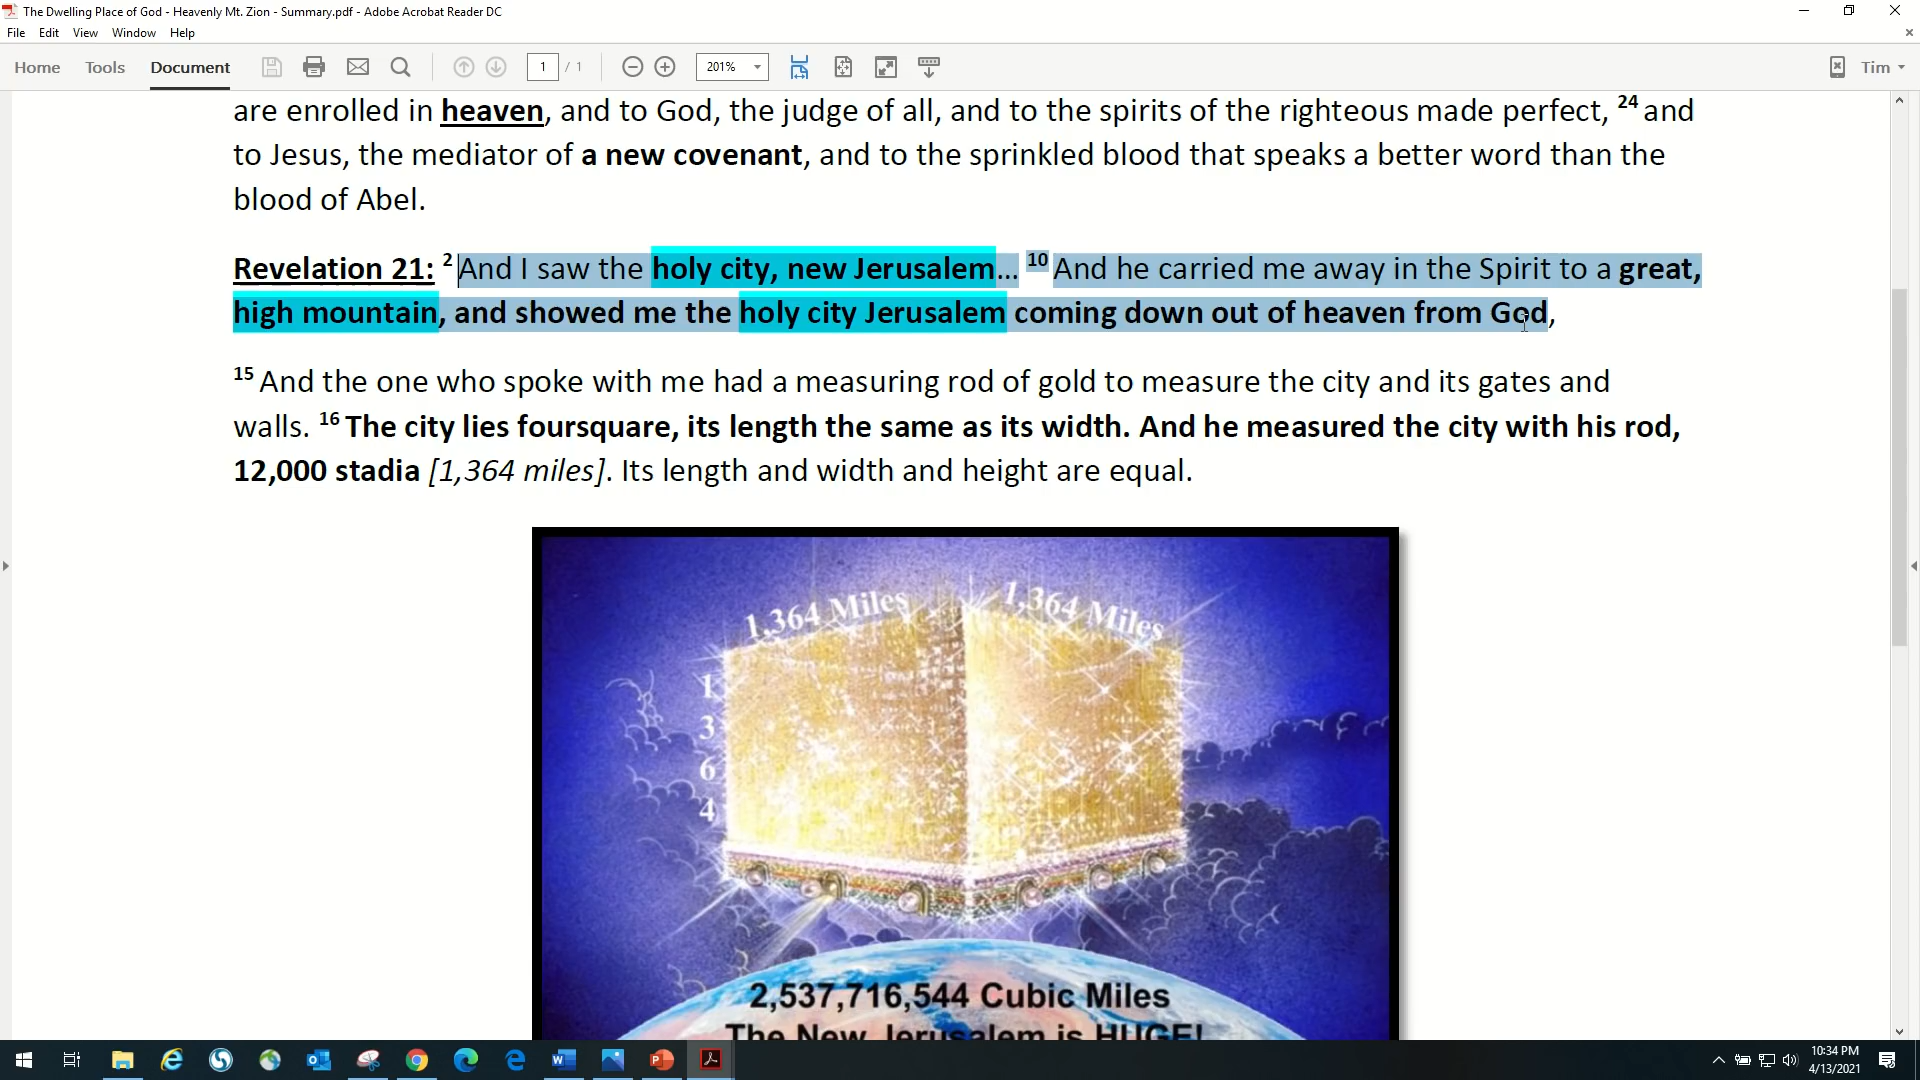 The Dwelling Place of God - Heavenly Mt. Zion - Summary.pdf - Adobe Acrobat Reader DC
File Edit View Window Help
Home Tools Document 1 / 1 201% Tim
are enrolled in heaven, and to God, the judge of all, and to the spirits of the righteous made perfect, 24 and
to Jesus, the mediator of a new covenant, and to the sprinkled blood that speaks a better word than the
blood of Abel.
Revelation 21: 2 And I saw the holy city, new Jerusalem... 10 And he carried me away in the Spirit to a great,
high mountain, and showed me the holy city Jerusalem coming down out of heaven from God,
15 And the one who spoke with me had a measuring rod of gold to measure the city and its gates and
walls. 16 The city lies foursquare, its length the same as its width. And he measured the city with his rod,
12,000 stadia [1,364 miles]. Its length and width and height are equal.
1,364 Miles 1,364 Miles
1
3
6
4
2,537,716,544 Cubic Miles
The New Jerusalem is HUGE!
10:34 PM
4/13/2021